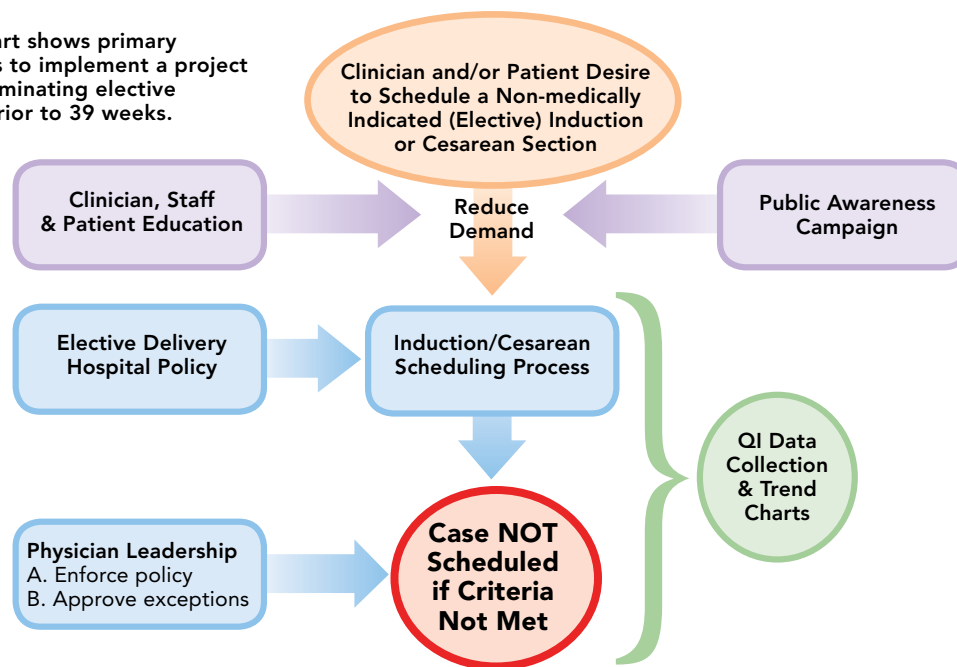 art shows primary
s to implement a project
minating elective
rior to 39 weeks.
Clinician and/or Patient Desire
to Schedule a Non-medically
Indicated (Elective) Induction
or Cesarean Section
Clinician, Staff
& Patient Education
Reduce
Demand
Public Awareness
Campaign
Elective Delivery
Hospital Policy
Induction/Cesarean
Scheduling Process
QI Data
Collection
& Trend
Charts
Physician Leadership
A. Enforce policy
B. Approve exceptions
Case NOT
Scheduled
if Criteria
Not Met